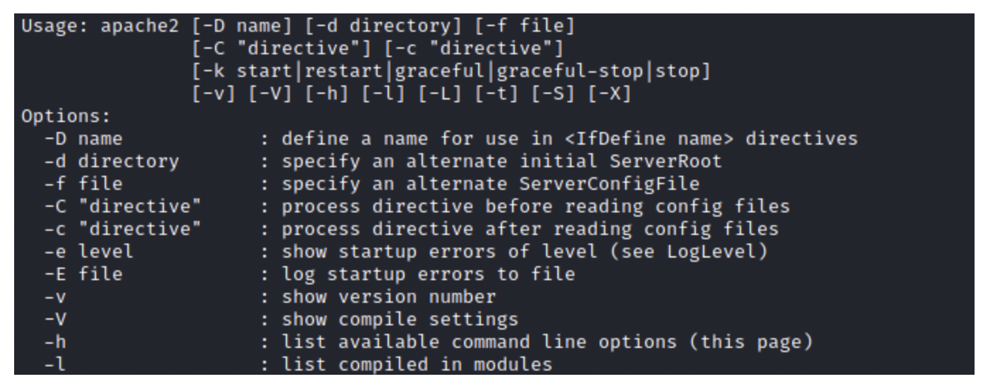 Usage: apache2 [-D name] [-d directory] [-f file]
               [-C "directive"] [-c "directive"]
               [-k start|restart|graceful|graceful-stop|stop]
               [-v] [-V] [-h] [-l] [-L] [-t] [-S] [-X]
Options:
  -D name            : define a name for use in <IfDefine name> directives
  -d directory       : specify an alternate initial ServerRoot
  -f file            : specify an alternate ServerConfigFile
  -C "directive"     : process directive before reading config files
  -c "directive"     : process directive after reading config files
  -e level           : show startup errors of level (see LogLevel)
  -E file            : log startup errors to file
  -v                 : show version number
  -V                 : show compile settings
  -h                 : list available command line options (this page)
  -l                 : list compiled in modules